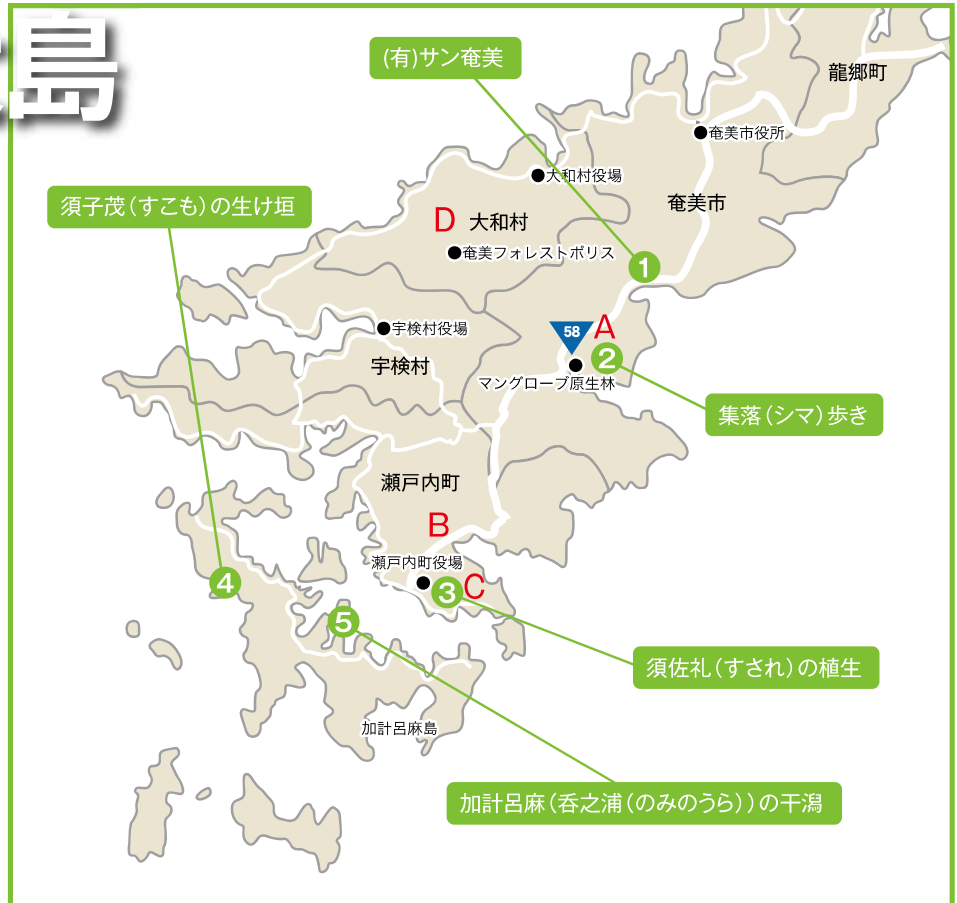 島
(有)サン奄美
龍郷町
奄美市役所
大和村役場
須子茂(すこも)の生け垣
奄美市
D 大和村
奄美フォレストポリス
1
宇検村役場
58
A
2
宇検村
マングローブ原生林
集落(シマ)歩き
瀬戸内町
B
瀬戸内町役場
4
3
C
5
須佐礼(すされ)の植生
加計呂麻島
加計呂麻(呑之浦(のみのうら))の干潟